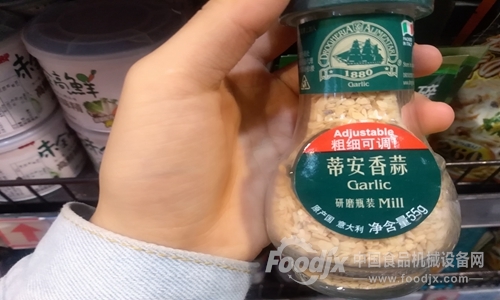 DROGHERIA E ALIMENTARI
1880
Garlic
Adjustable
粗细可调
蒂安香蒜
Garlic
研磨瓶装 Mill
原产国 意大利 净含量55g
Foodjx
中国食品机械设备网
www.foodjx.com